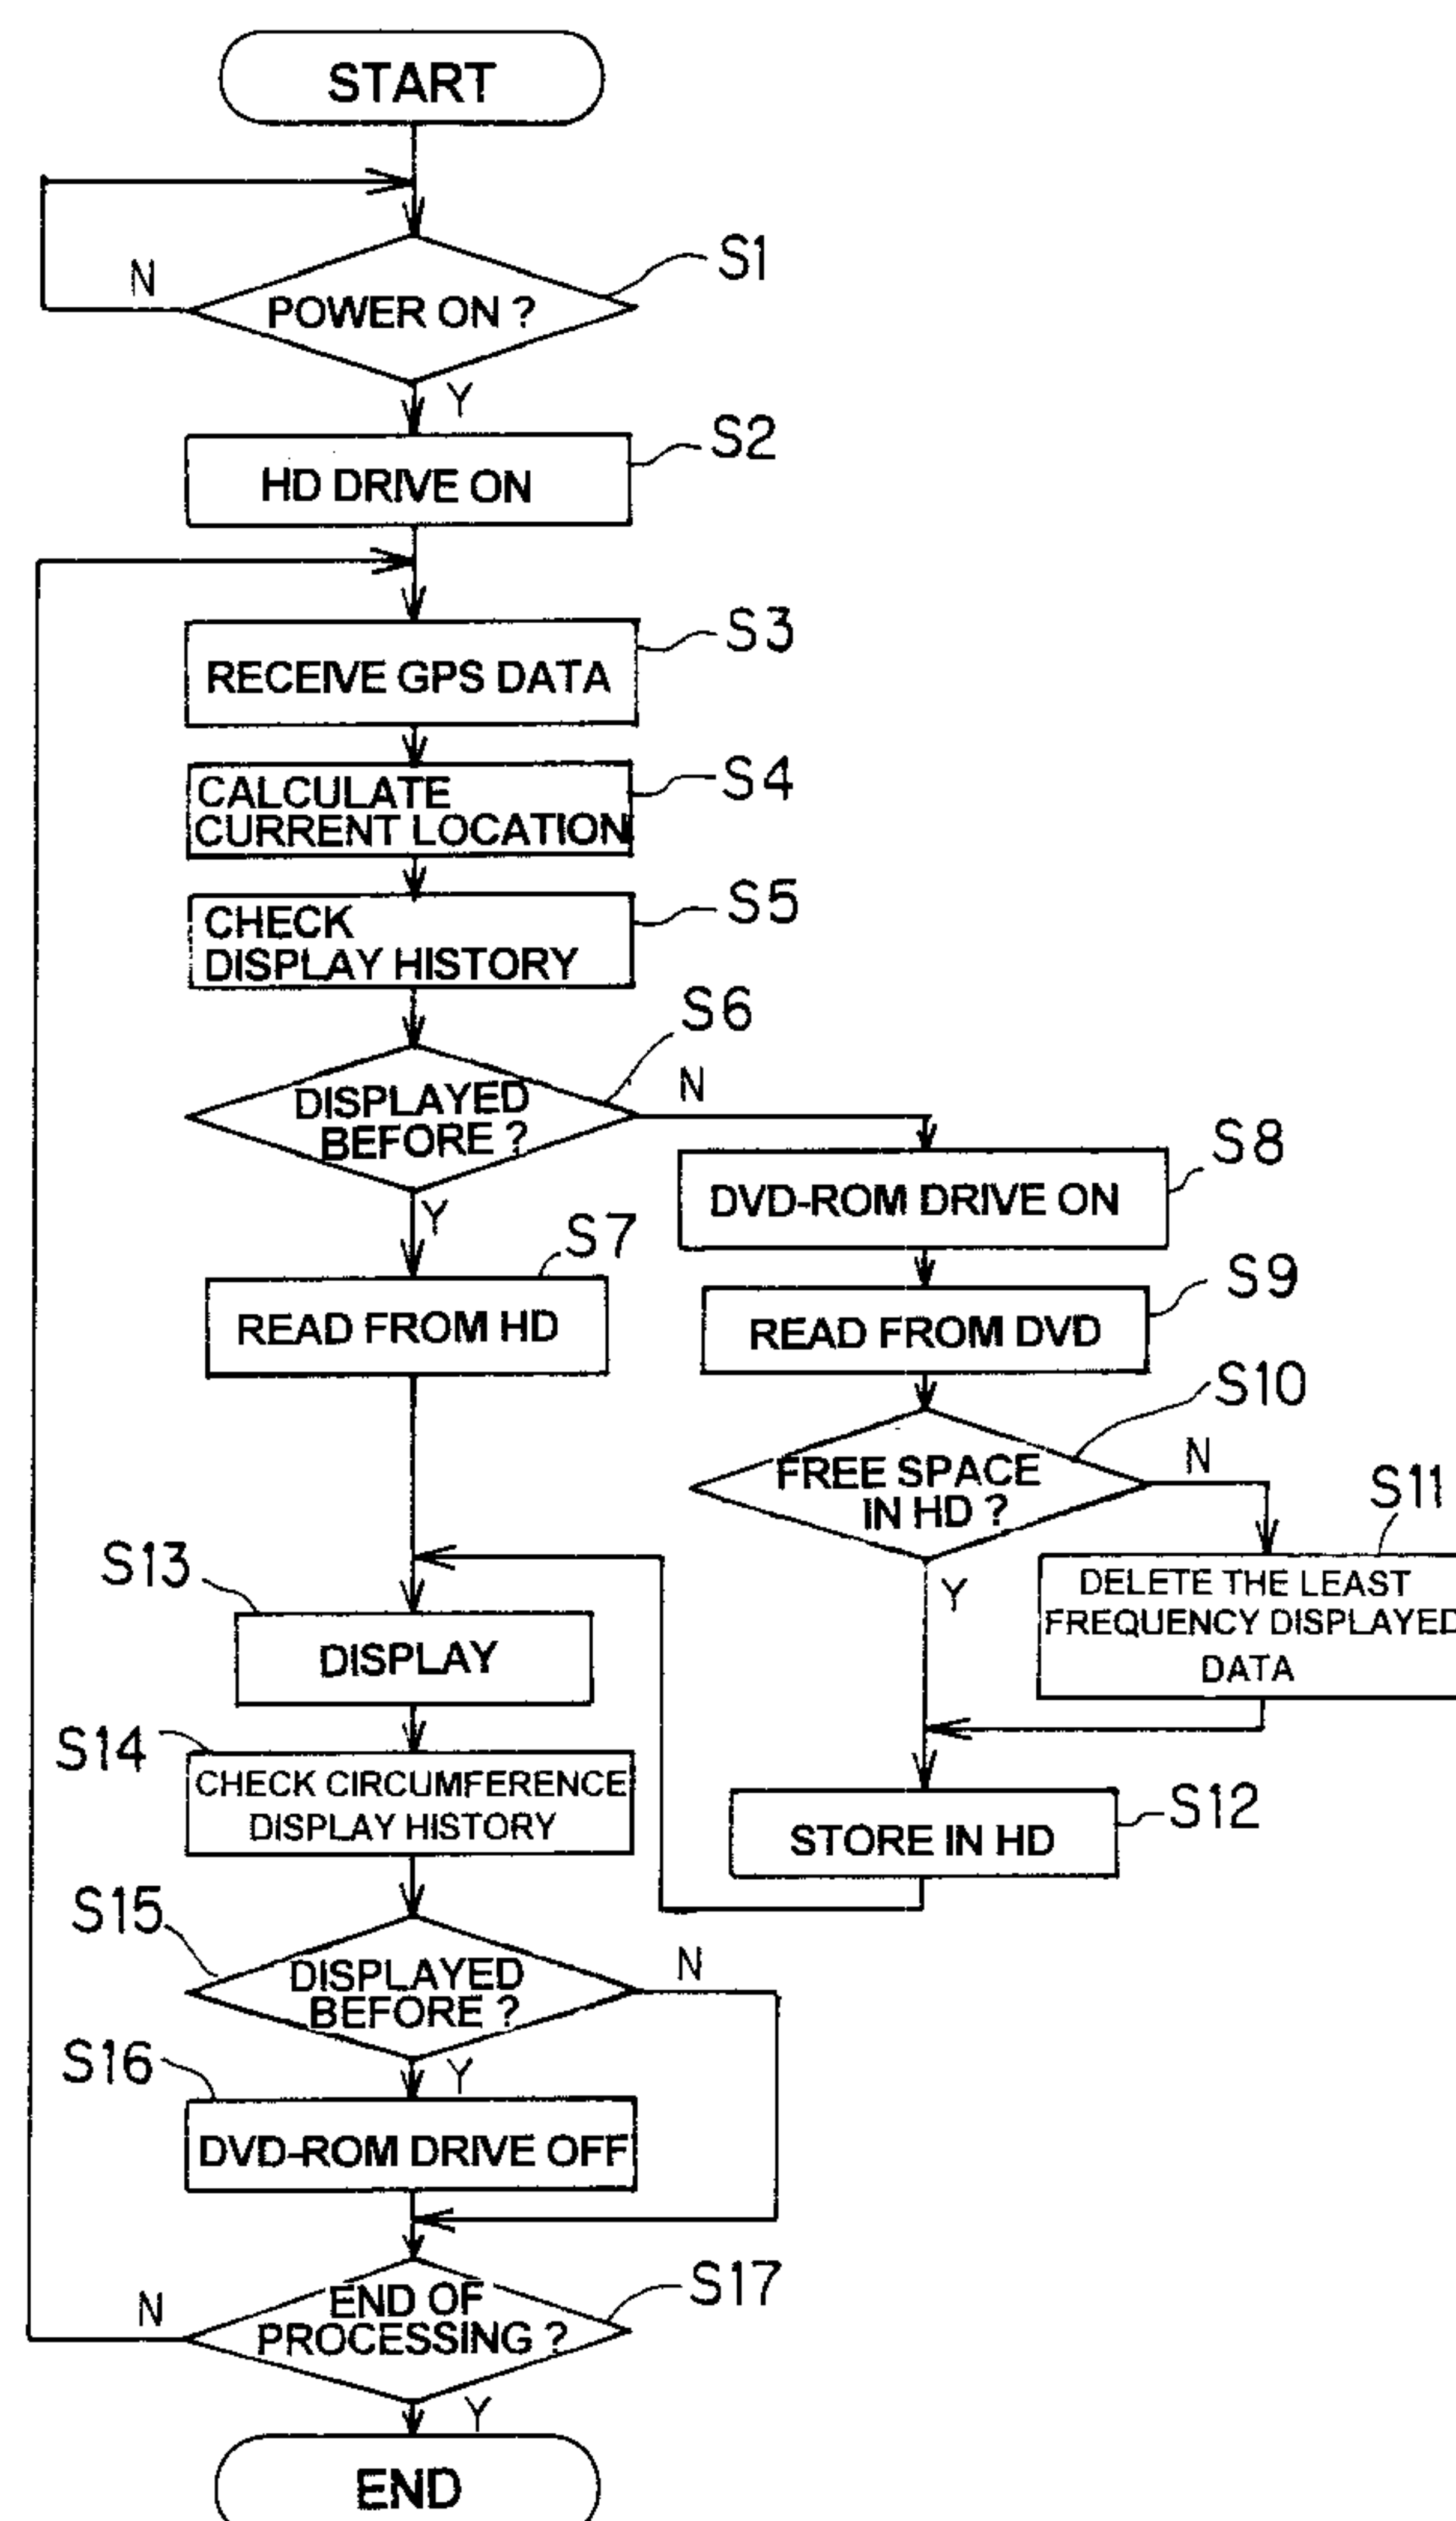 START
N
S1
POWER ON ?
Y
S2
HD DRIVE ON
S3
RECEIVE GPS DATA
S4
CALCULATE
CURRENT LOCATION
S5
CHECK
DISPLAY HISTORY
S6
N
DISPLAYED
BEFORE ?
Y
S8
DVD-ROM DRIVE ON
S7
READ FROM HD
S9
READ FROM DVD
S10
FREE SPACE
IN HD ?
N
Y
S11
DELETE THE LEAST
FREQUENCY DISPLAYED
DATA
S12
STORE IN HD
S13
DISPLAY
S14
CHECK CIRCUMFERENCE
DISPLAY HISTORY
S15
DISPLAYED
BEFORE ?
N
Y
S16
DVD-ROM DRIVE OFF
S17
END OF
PROCESSING ?
N
Y
END